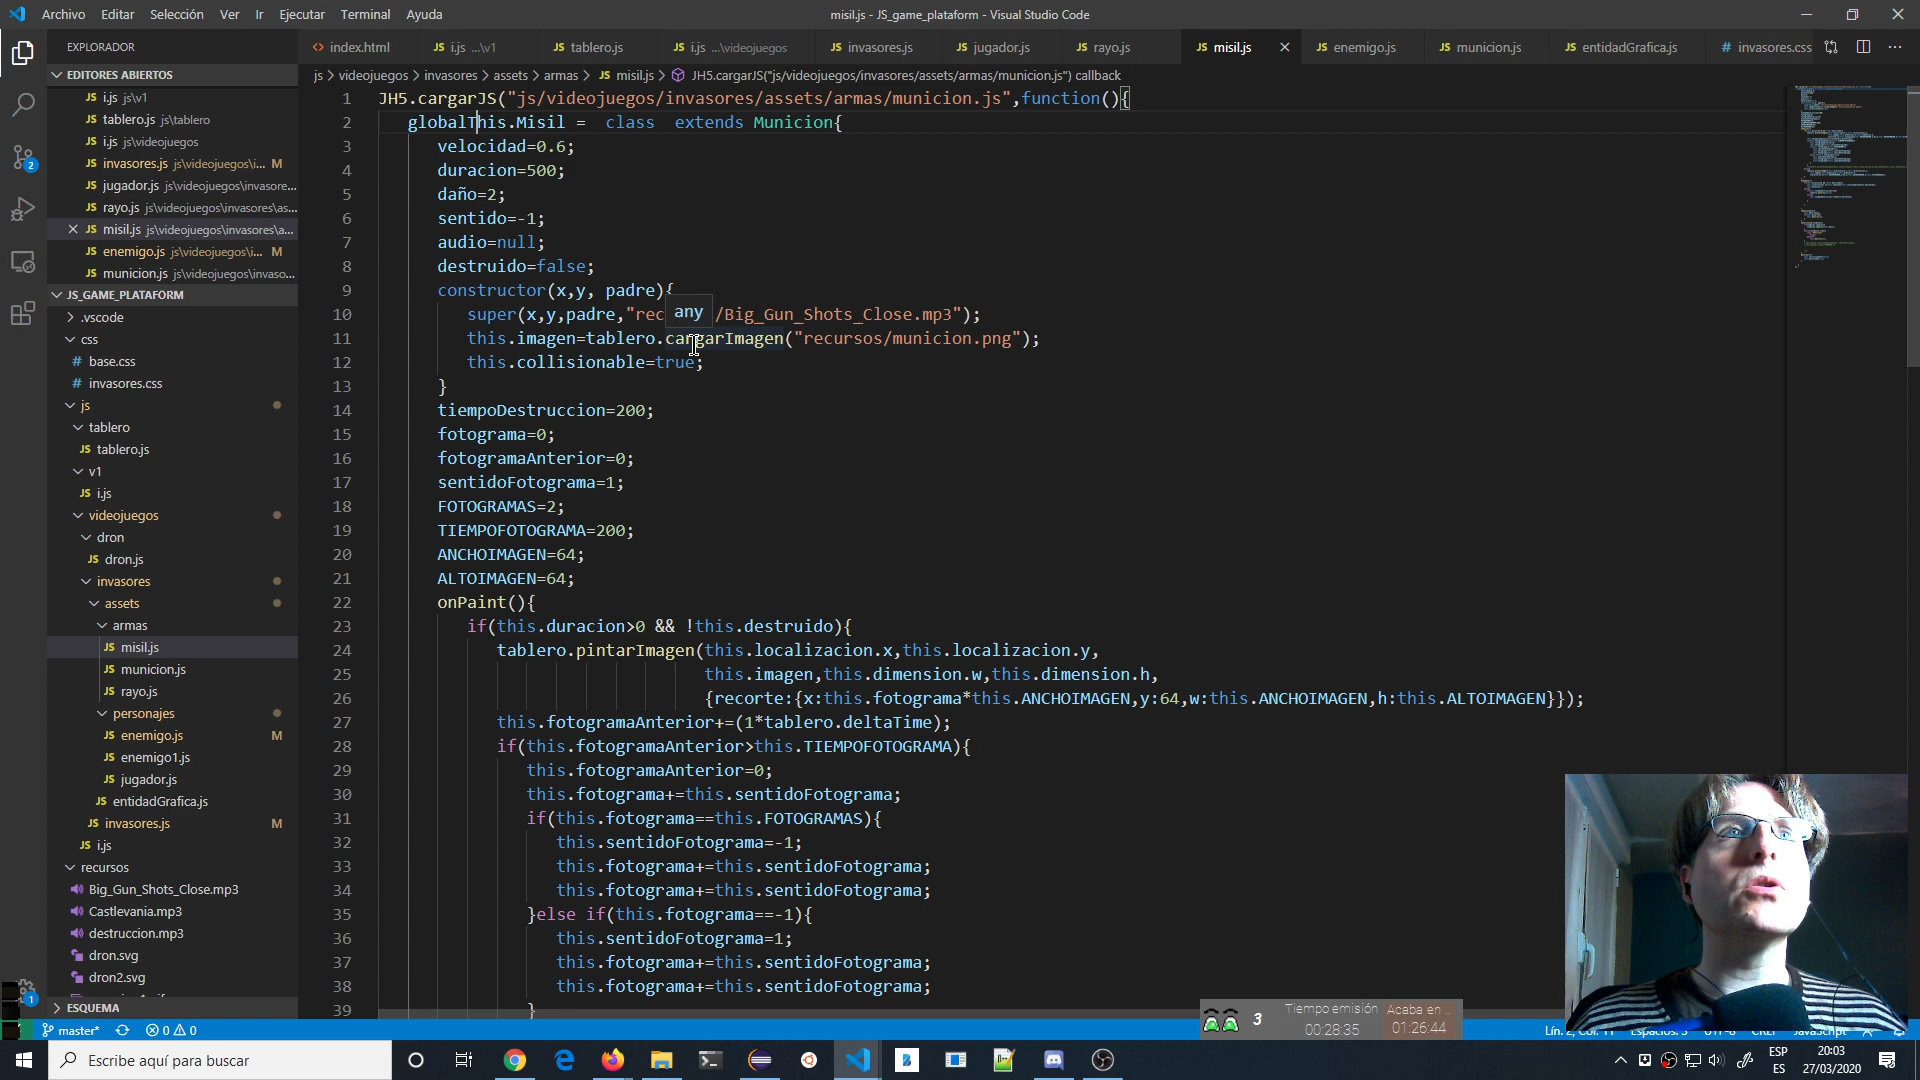 Archivo Editar Selección Ver Ir Ejecutar Terminal Ayuda
misil.js - JS_game_plataform - Visual Studio Code
EXPLORADOR
index.html
JS i.js ...\v1
JS tablero.js
JS i.js ...\videojuegos
JS invasores.js
JS jugador.js
JS rayo.js
JS misil.js
JS enemigo.js
JS municion.js
JS entidadGrafica.js
# invasores.css
EDITORES ABIERTOS
JS i.js js\v1
JS tablero.js js\tablero
JS i.js js\videojuegos
JS invasores.js js\videojuegos\i... M
JS jugador.js js\videojuegos\invasore...
JS rayo.js js\videojuegos\invasores\as...
JS misil.js js\videojuegos\invasores\a...
JS enemigo.js js\videojuegos\i... M
JS municion.js js\videojuegos\invaso...
JS_GAME_PLATAFORM
.vscode
css
# base.css
# invasores.css
js
tablero
JS tablero.js
v1
JS i.js
videojuegos
dron
JS dron.js
invasores
assets
armas
JS misil.js
JS municion.js
JS rayo.js
personajes
JS enemigo.js M
JS enemigo1.js
JS jugador.js
JS entidadGrafica.js
JS invasores.js M
JS i.js
recursos
Big_Gun_Shots_Close.mp3
Castlevania.mp3
destruccion.mp3
dron.svg
dron2.svg
ESQUEMA
2
1
js > videojuegos > invasores > assets > armas > JS misil.js > JH5.cargarJS("js/videojuegos/invasores/assets/armas/municion.js") callback
1 JH5.cargarJS("js/videojuegos/invasores/assets/armas/municion.js",function(){
2 globalThis.Misil = class extends Municion{
3 velocidad=0.6;
4 duracion=500;
5 daño=2;
6 sentido=-1;
7 audio=null;
8 destruido=false;
9 constructor(x,y, padre){
any
10 super(x,y,padre,"rec /Big_Gun_Shots_Close.mp3");
11 this.imagen=tablero.cargarImagen("recursos/municion.png");
12 this.collisionable=true;
13 }
14 tiempoDestruccion=200;
15 fotograma=0;
16 fotogramaAnterior=0;
17 sentidoFotograma=1;
18 FOTOGRAMAS=2;
19 TIEMPOFOTOGRAMA=200;
20 ANCHOIMAGEN=64;
21 ALTOIMAGEN=64;
22 onPaint(){
23 if(this.duracion>0 && !this.destruido){
24 tablero.pintarImagen(this.localizacion.x,this.localizacion.y,
25 this.imagen,this.dimension.w,this.dimension.h,
26 {recorte:{x:this.fotograma*this.ANCHOIMAGEN,y:64,w:this.ANCHOIMAGEN,h:this.ALTOIMAGEN}});
27 this.fotogramaAnterior+=(1*tablero.deltaTime);
28 if(this.fotogramaAnterior>this.TIEMPOFOTOGRAMA){
29 this.fotogramaAnterior=0;
30 this.fotograma+=this.sentidoFotograma;
31 if(this.fotograma==this.FOTOGRAMAS){
32 this.sentidoFotograma=-1;
33 this.fotograma+=this.sentidoFotograma;
34 this.fotograma+=this.sentidoFotograma;
35 }else if(this.fotograma==-1){
36 this.sentidoFotograma=1;
37 this.fotograma+=this.sentidoFotograma;
38 this.fotograma+=this.sentidoFotograma;
39 }
3
Tiempo emisión
00:28:35
Acaba en ..
01:26:44
master* 0 0
Escribe aquí para buscar
ESP
ES
20:03
27/03/2020